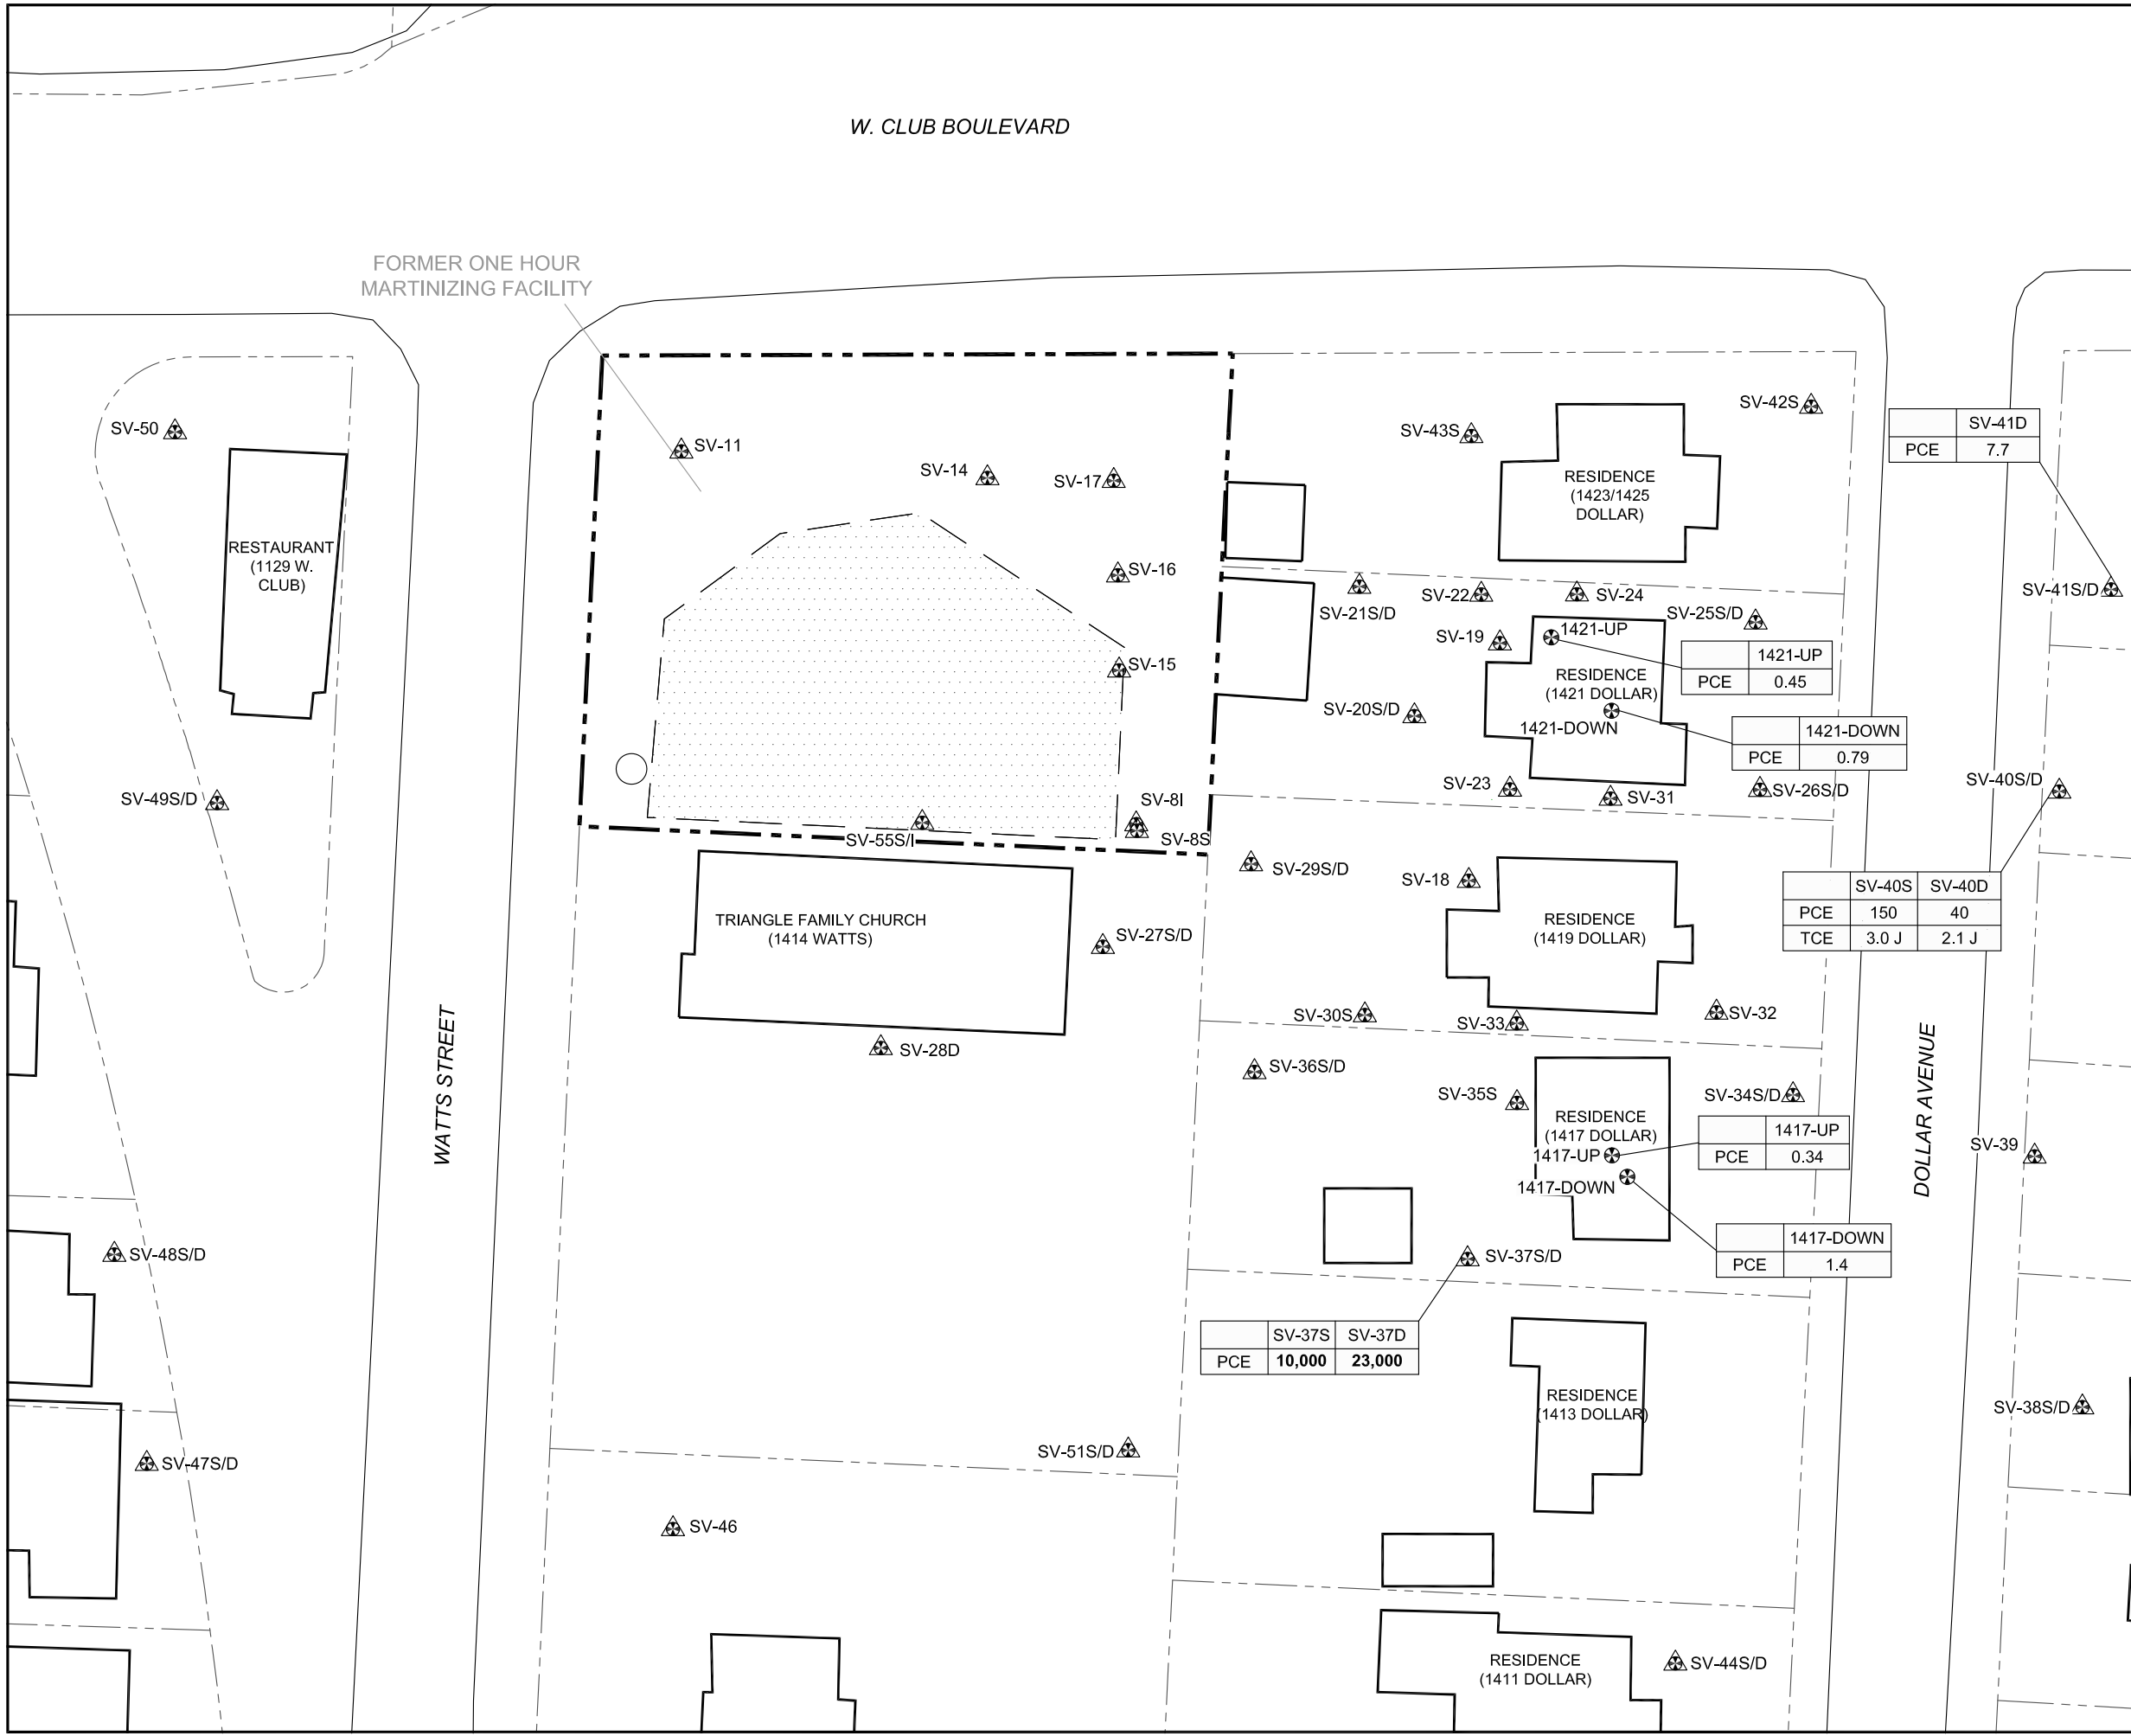 W. CLUB BOULEVARD
FORMER ONE HOUR
MARTINIZING FACILITY
SV-50
SV-11
SV-14
SV-17
SV-43S
SV-42S
SV-41D
PCE 7.7
RESTAURANT
(1129 W.
CLUB)
RESIDENCE
(1423/1425
DOLLAR)
SV-16
SV-21S/D
SV-22
SV-24
SV-25S/D
SV-41S/D
SV-15
SV-19
1421-UP
1421-UP
PCE 0.45
RESIDENCE
(1421 DOLLAR)
SV-20S/D
1421-DOWN
1421-DOWN
PCE 0.79
SV-49S/D
SV-8I
SV-8S
SV-55S/I
SV-23
SV-31
SV-26S/D
SV-40S/D
SV-29S/D
SV-18
SV-40S SV-40D
PCE 150 40
TCE 3.0 J 2.1 J
TRIANGLE FAMILY CHURCH
(1414 WATTS)
SV-27S/D
RESIDENCE
(1419 DOLLAR)
SV-30S
SV-33
SV-32
SV-28D
WATTS STREET
DOLLAR AVENUE
SV-36S/D
SV-35S
SV-34S/D
RESIDENCE
(1417 DOLLAR)
1417-UP
1417-UP
PCE 0.34
SV-39
1417-DOWN
1417-DOWN
PCE 1.4
SV-48S/D
SV-37S/D
SV-37S SV-37D
PCE 10,000 23,000
RESIDENCE
(1413 DOLLAR)
SV-38S/D
SV-47S/D
SV-51S/D
SV-46
RESIDENCE
(1411 DOLLAR)
SV-44S/D